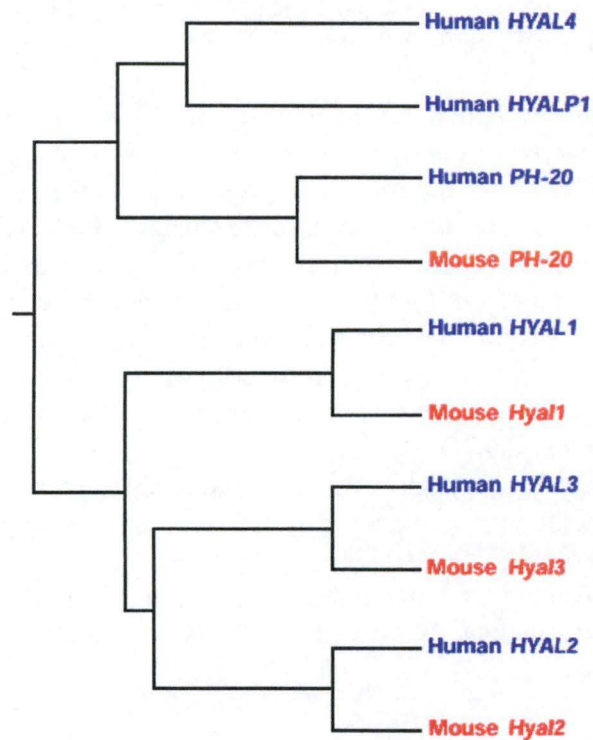 Human HYAL4
Human HYALP1
Human PH-20
Mouse PH-20
Human HYAL1
Mouse Hyal1
Human HYAL3
Mouse Hyal3
Human HYAL2
Mouse Hyal2